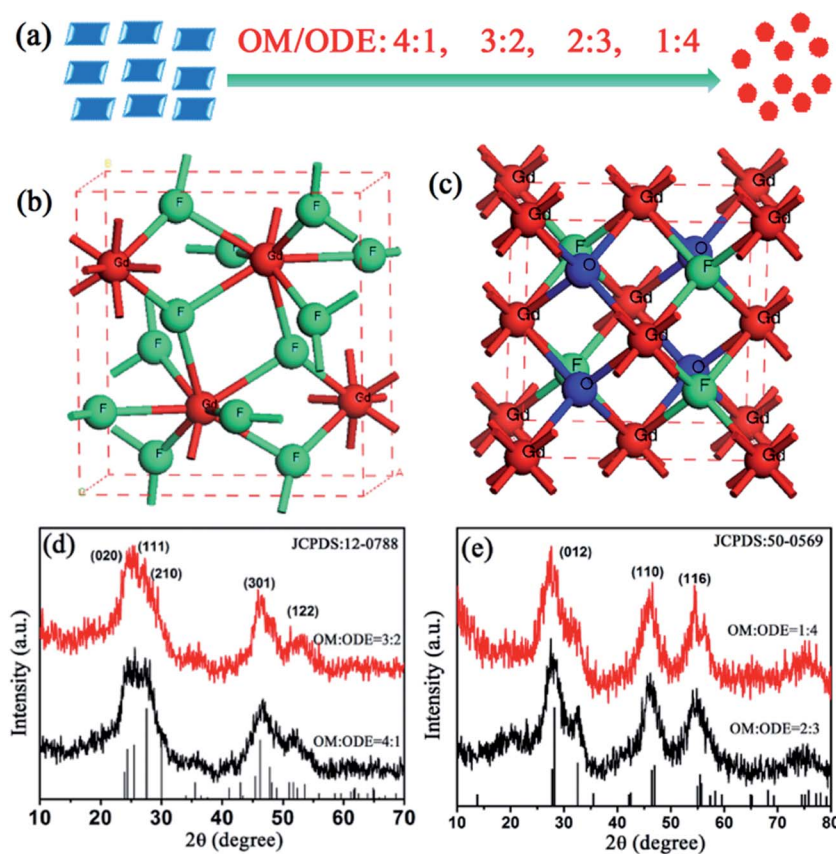 (a)
OM/ODE: 4:1, 3:2, 2:3, 1:4
(b)
F F
Gd Gd
F F
F F
F F
F Gd F Gd
F F
(c)
Gd Gd
Gd Gd Gd
F O
O F
Gd Gd Gd
Gd
F O
O F
Gd Gd
Gd Gd Gd
(d)
JCPDS:12-0788
(020) (111)
(210)
(301)
(122)
OM:ODE=3:2
OM:ODE=4:1
Intensity (a.u.)
10 20 30 40 50 60 70
2θ (degree)
(e)
JCPDS:50-0569
(012)
(110) (116)
OM:ODE=1:4
OM:ODE=2:3
Intensity (a.u.)
10 20 30 40 50 60 70 80
2θ (degree)